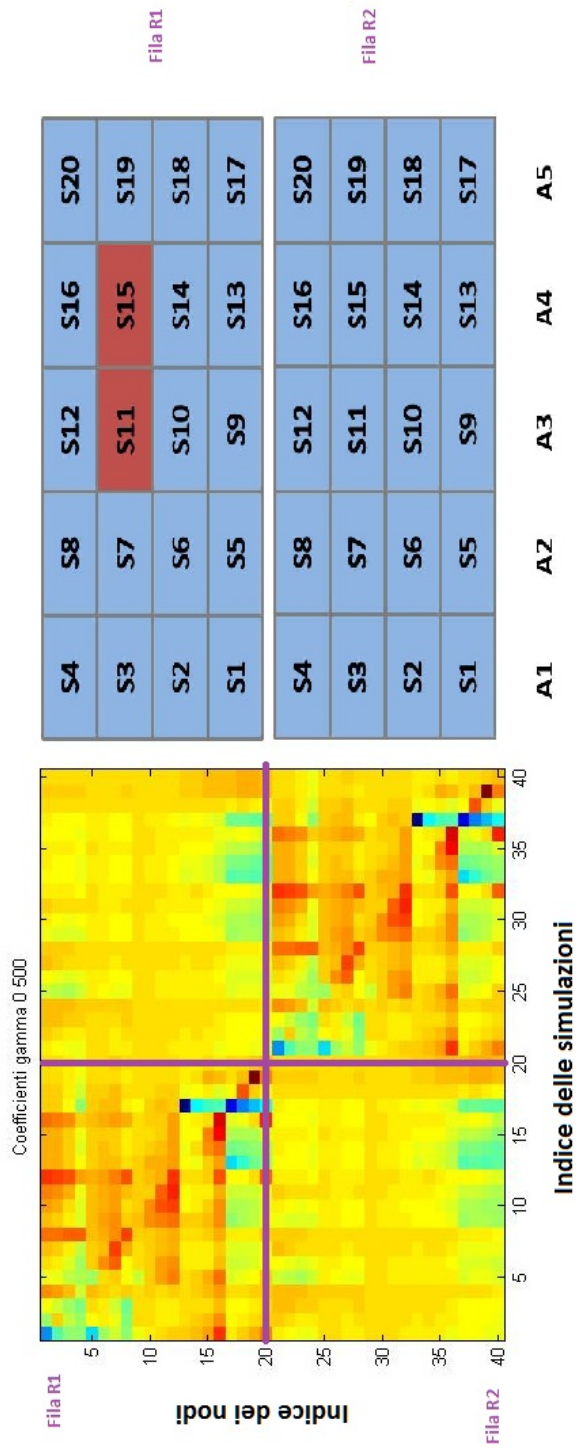 Coefficienti gamma 0 500
Fila R1
5
10
15
20
25
30
35
40
Indice dei nodi
Fila R2
5 10 15 20 25 30 35 40
Indice delle simulazioni
S4 S8 S12 S16 S20
S3 S7 S11 S15 S19
S2 S6 S10 S14 S18
S1 S5 S9 S13 S17
Fila R1
S4 S8 S12 S16 S20
S3 S7 S11 S15 S19
S2 S6 S10 S14 S18
S1 S5 S9 S13 S17
Fila R2
A1 A2 A3 A4 A5